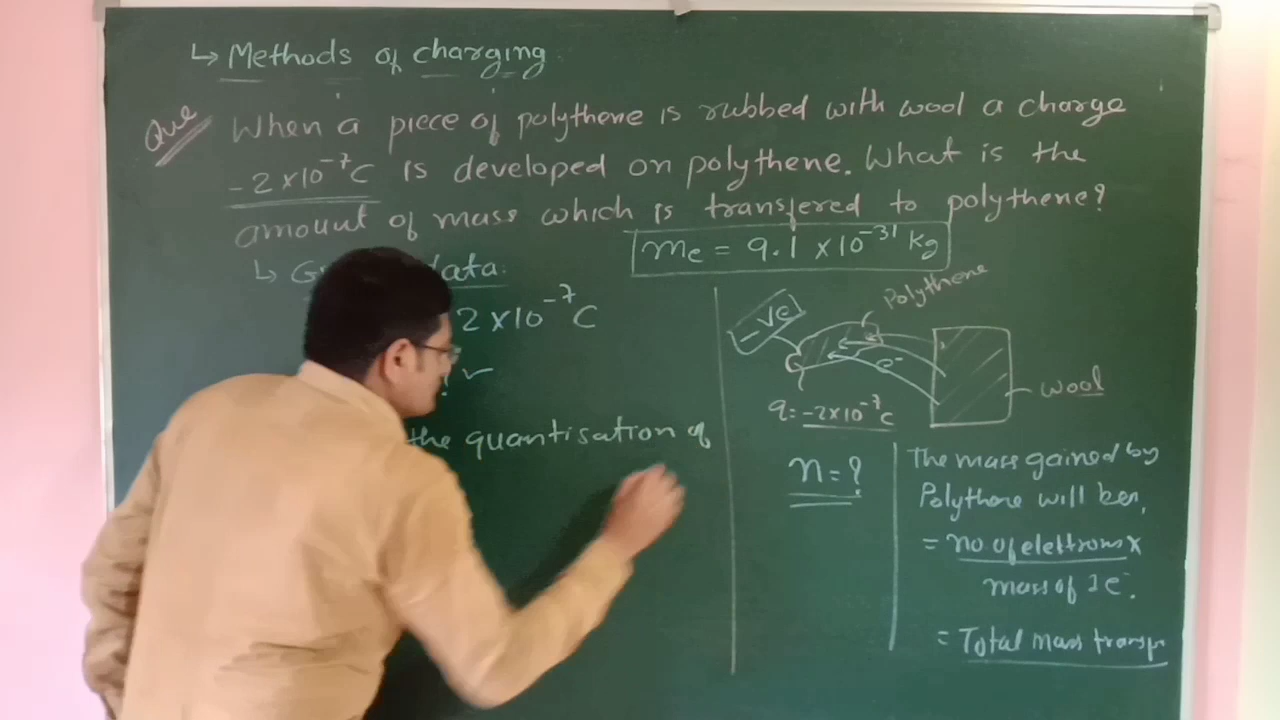 ↳ Methods of charging
Que When a piece of polythene is rubbed with wool a charge
-2×10⁻⁷C is developed on polythene. What is the
amount of mass which is transfered to polythene?
mₑ = 9.1 ×10⁻³¹ kg
↳ data:
2×10⁻⁷C
? ✓
the quantisation of
-ve
Polythene
e⁻
wool
q=-2×10⁻⁷C
n=?
The mass gained by
Polythene will be,
= no of elettrons ×
mass of 1e⁻.
= Total mass